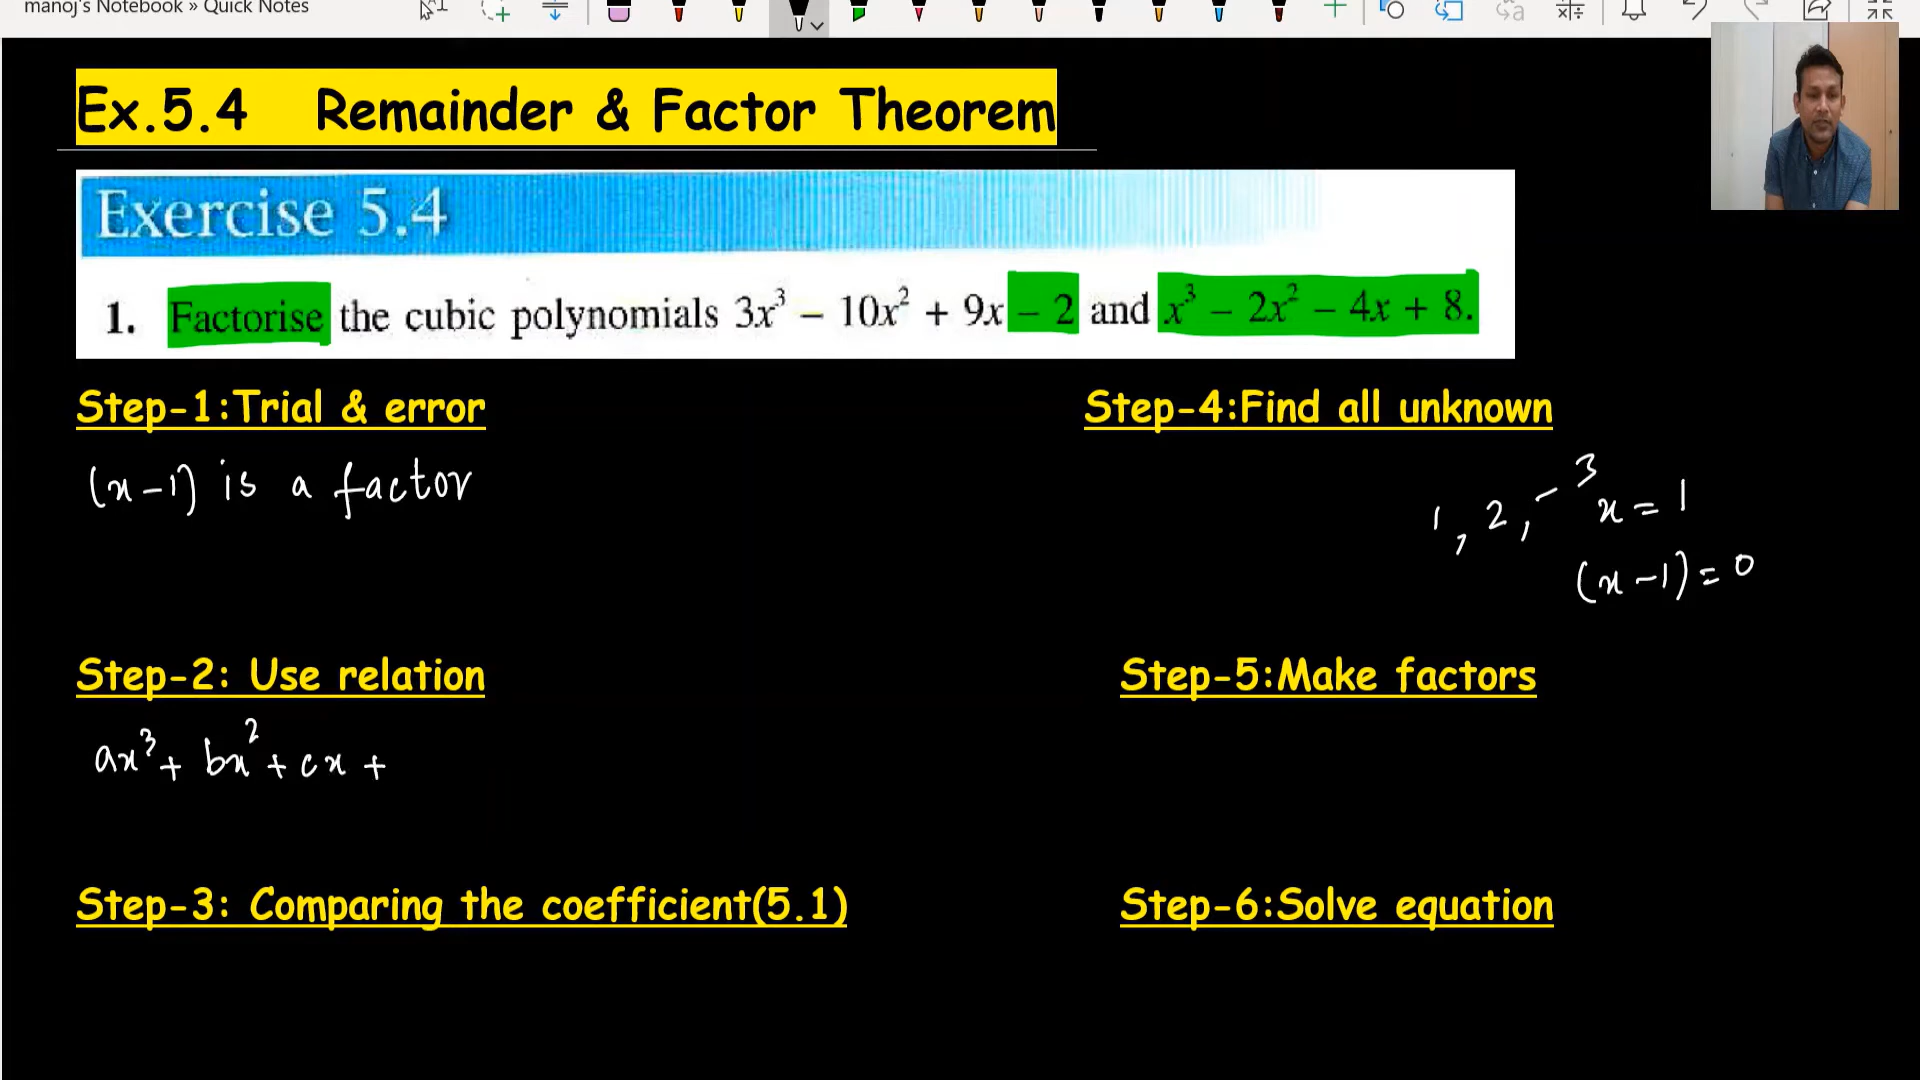 manoj's Notebook » Quick Notes
Ex.5.4 Remainder & Factor Theorem
Exercise 5.4
1. Factorise the cubic polynomials 3x³ – 10x² + 9x – 2 and x³ – 2x² – 4x + 8.
Step-1:Trial & error
(x-1) is a factor
Step-2: Use relation
ax³ + bx² + cx +
Step-3: Comparing the coefficient(5.1)
Step-4:Find all unknown
1, 2, -3
x = 1
(x-1) = 0
Step-5:Make factors
Step-6:Solve equation